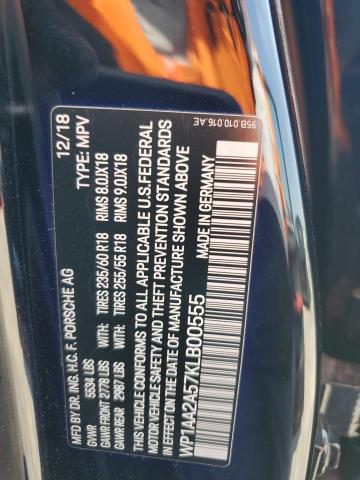 95B.010.016.AE
MFD BY DR. ING. H.C. F. PORSCHE AG 12/18
GVWR 5534 LBS TYPE: MPV
GAWR FRONT 2778 LBS WITH: TIRES 235/60 R18 RIMS 8.0JX18
GAWR REAR 2987 LBS WITH: TIRES 255/55 R18 RIMS 9.0JX18
THIS VEHICLE CONFORMS TO ALL APPLICABLE U.S. FEDERAL
MOTOR VEHICLE SAFETY AND THEFT PREVENTION STANDARDS
IN EFFECT ON THE DATE OF MANUFACTURE SHOWN ABOVE
WP1AA2A57KLB00555 MADE IN GERMANY